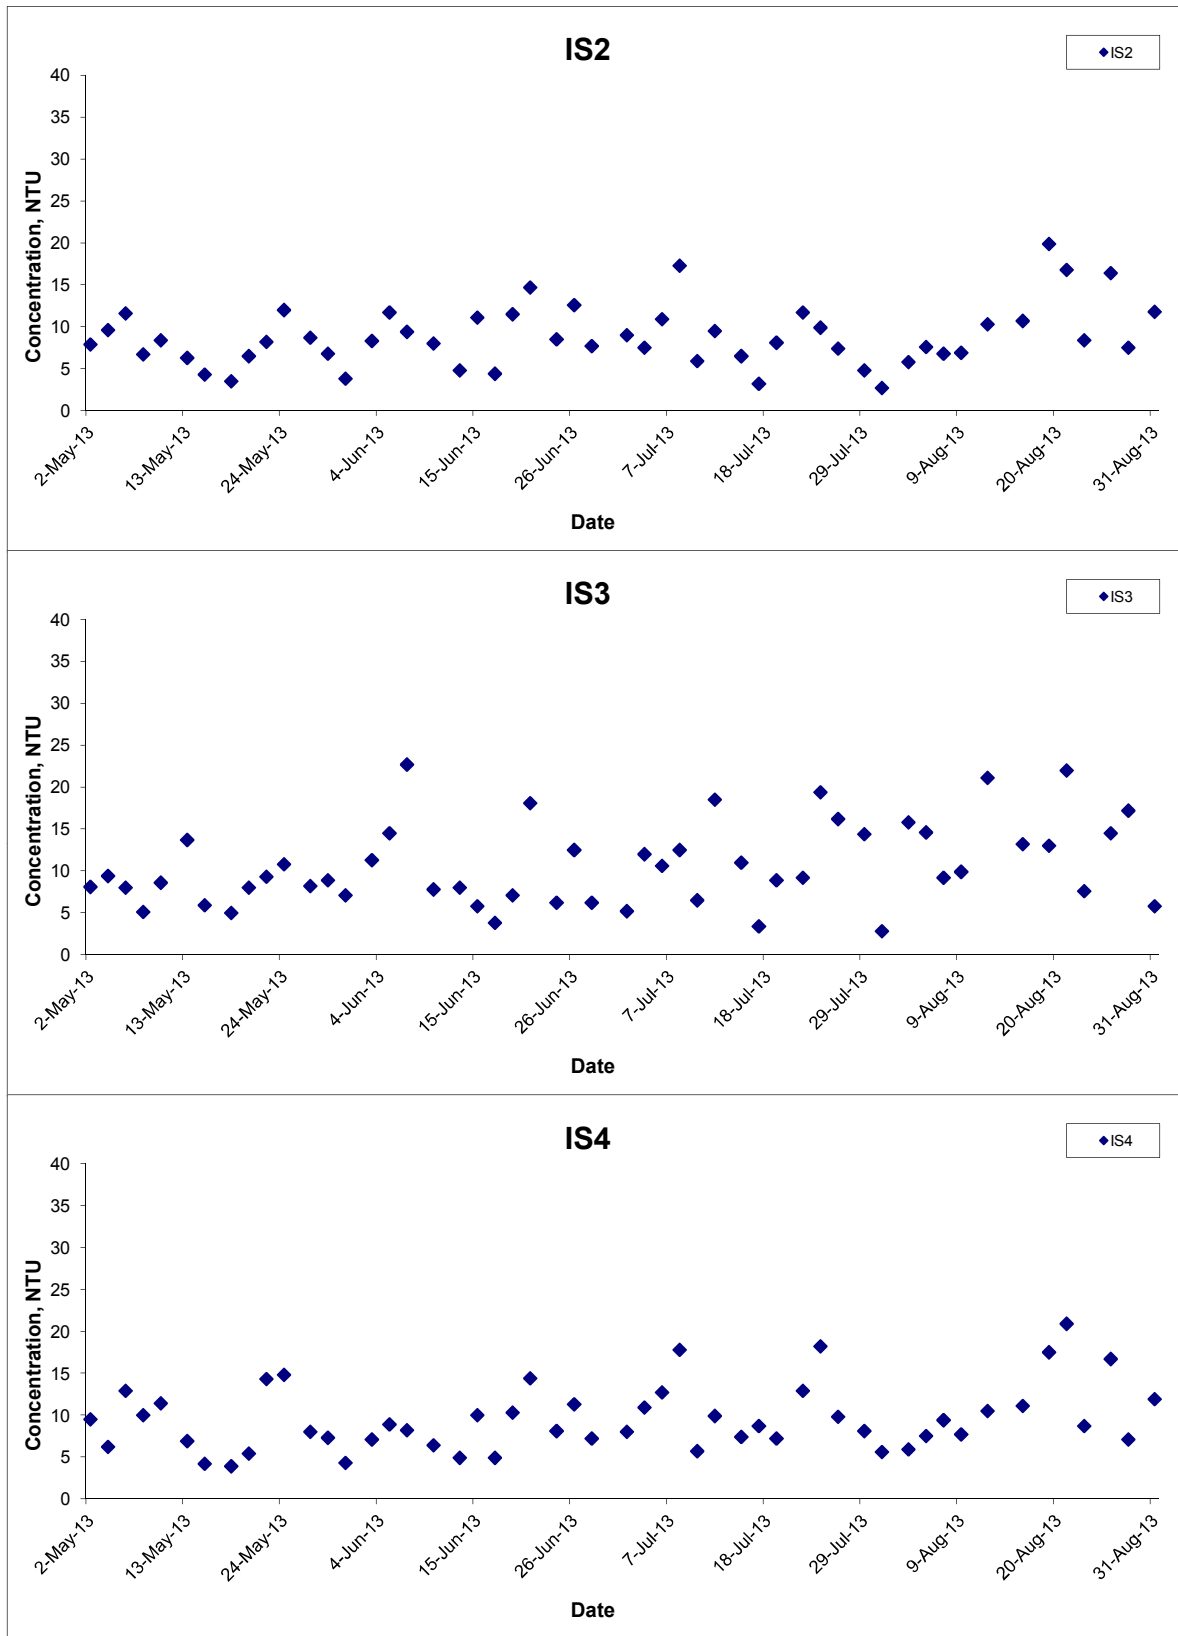 IS2
IS2
40
35
30
25
20
15
10
5
0
Concentration, NTU
2-May-13
13-May-13
24-May-13
4-Jun-13
15-Jun-13
26-Jun-13
7-Jul-13
18-Jul-13
29-Jul-13
9-Aug-13
20-Aug-13
31-Aug-13
Date
IS3
IS3
40
35
30
25
20
15
10
5
0
Concentration, NTU
2-May-13
13-May-13
24-May-13
4-Jun-13
15-Jun-13
26-Jun-13
7-Jul-13
18-Jul-13
29-Jul-13
9-Aug-13
20-Aug-13
31-Aug-13
Date
IS4
IS4
40
35
30
25
20
15
10
5
0
Concentration, NTU
2-May-13
13-May-13
24-May-13
4-Jun-13
15-Jun-13
26-Jun-13
7-Jul-13
18-Jul-13
29-Jul-13
9-Aug-13
20-Aug-13
31-Aug-13
Date